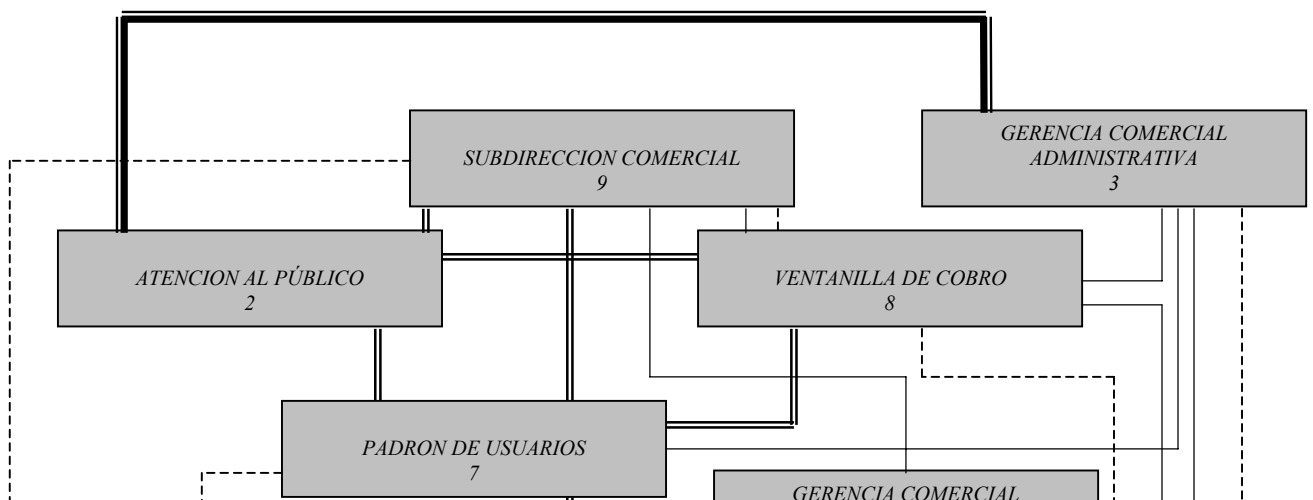 GERENCIA COMERCIAL
ADMINISTRATIVA
3
SUBDIRECCION COMERCIAL
9
ATENCION AL PÚBLICO
2
VENTANILLA DE COBRO
8
PADRON DE USUARIOS
7
GERENCIA COMERCIAL